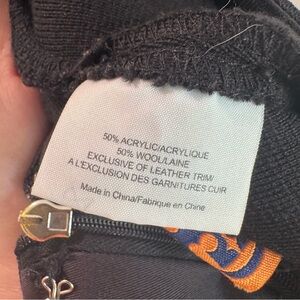 50% ACRYLIC/ACRYLIQUE
50% WOOL/LAINE
EXCLUSIVE OF LEATHER TRIM/
A L'EXCLUSION DES GARNITURES CUIR
Made in China/Fabriqué en Chine